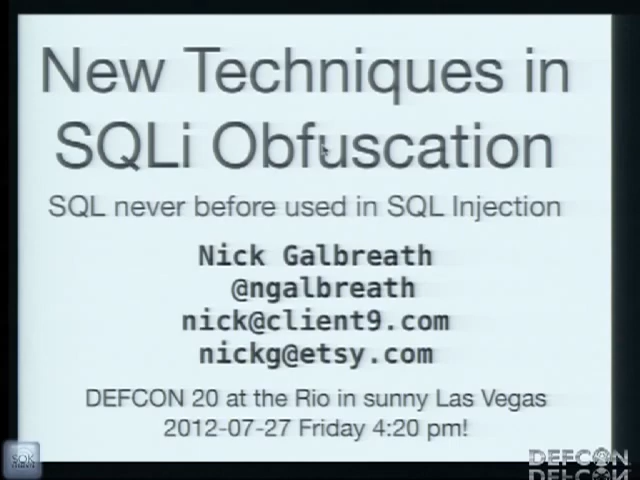 New Techniques in
SQLi Obfuscation
SQL never before used in SQL Injection
Nick Galbreath
@ngalbreath
nick@client9.com
nickg@etsy.com
DEFCON 20 at the Rio in sunny Las Vegas
2012-07-27 Friday 4:20 pm!
SOK
DEFCON